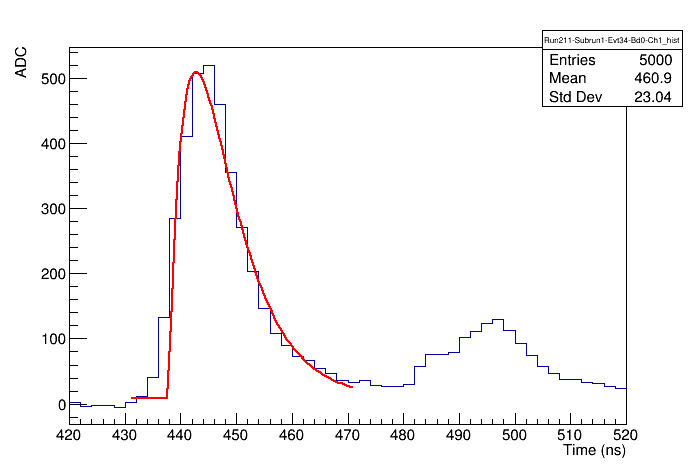 Run211-Subrun1-Evt34-Bd0-Ch1_hist
Entries 5000
Mean 460.9
Std Dev 23.04
ADC
500
400
300
200
100
0
420 430 440 450 460 470 480 490 500 510 520
Time (ns)